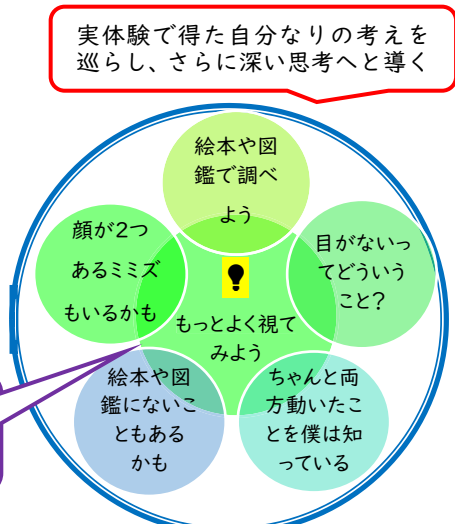 実体験で得た自分なりの考えを
巡らし、さらに深い思考へと導く
絵本や図
鑑で調べ
よう
顔が2つ
あるミミズ
もいるかも
目がないっ
てどういう
こと?
もっとよく視て
みよう
絵本や図
鑑にないこ
ともある
かも
ちゃんと両
方動いたこ
とを僕は知
っている